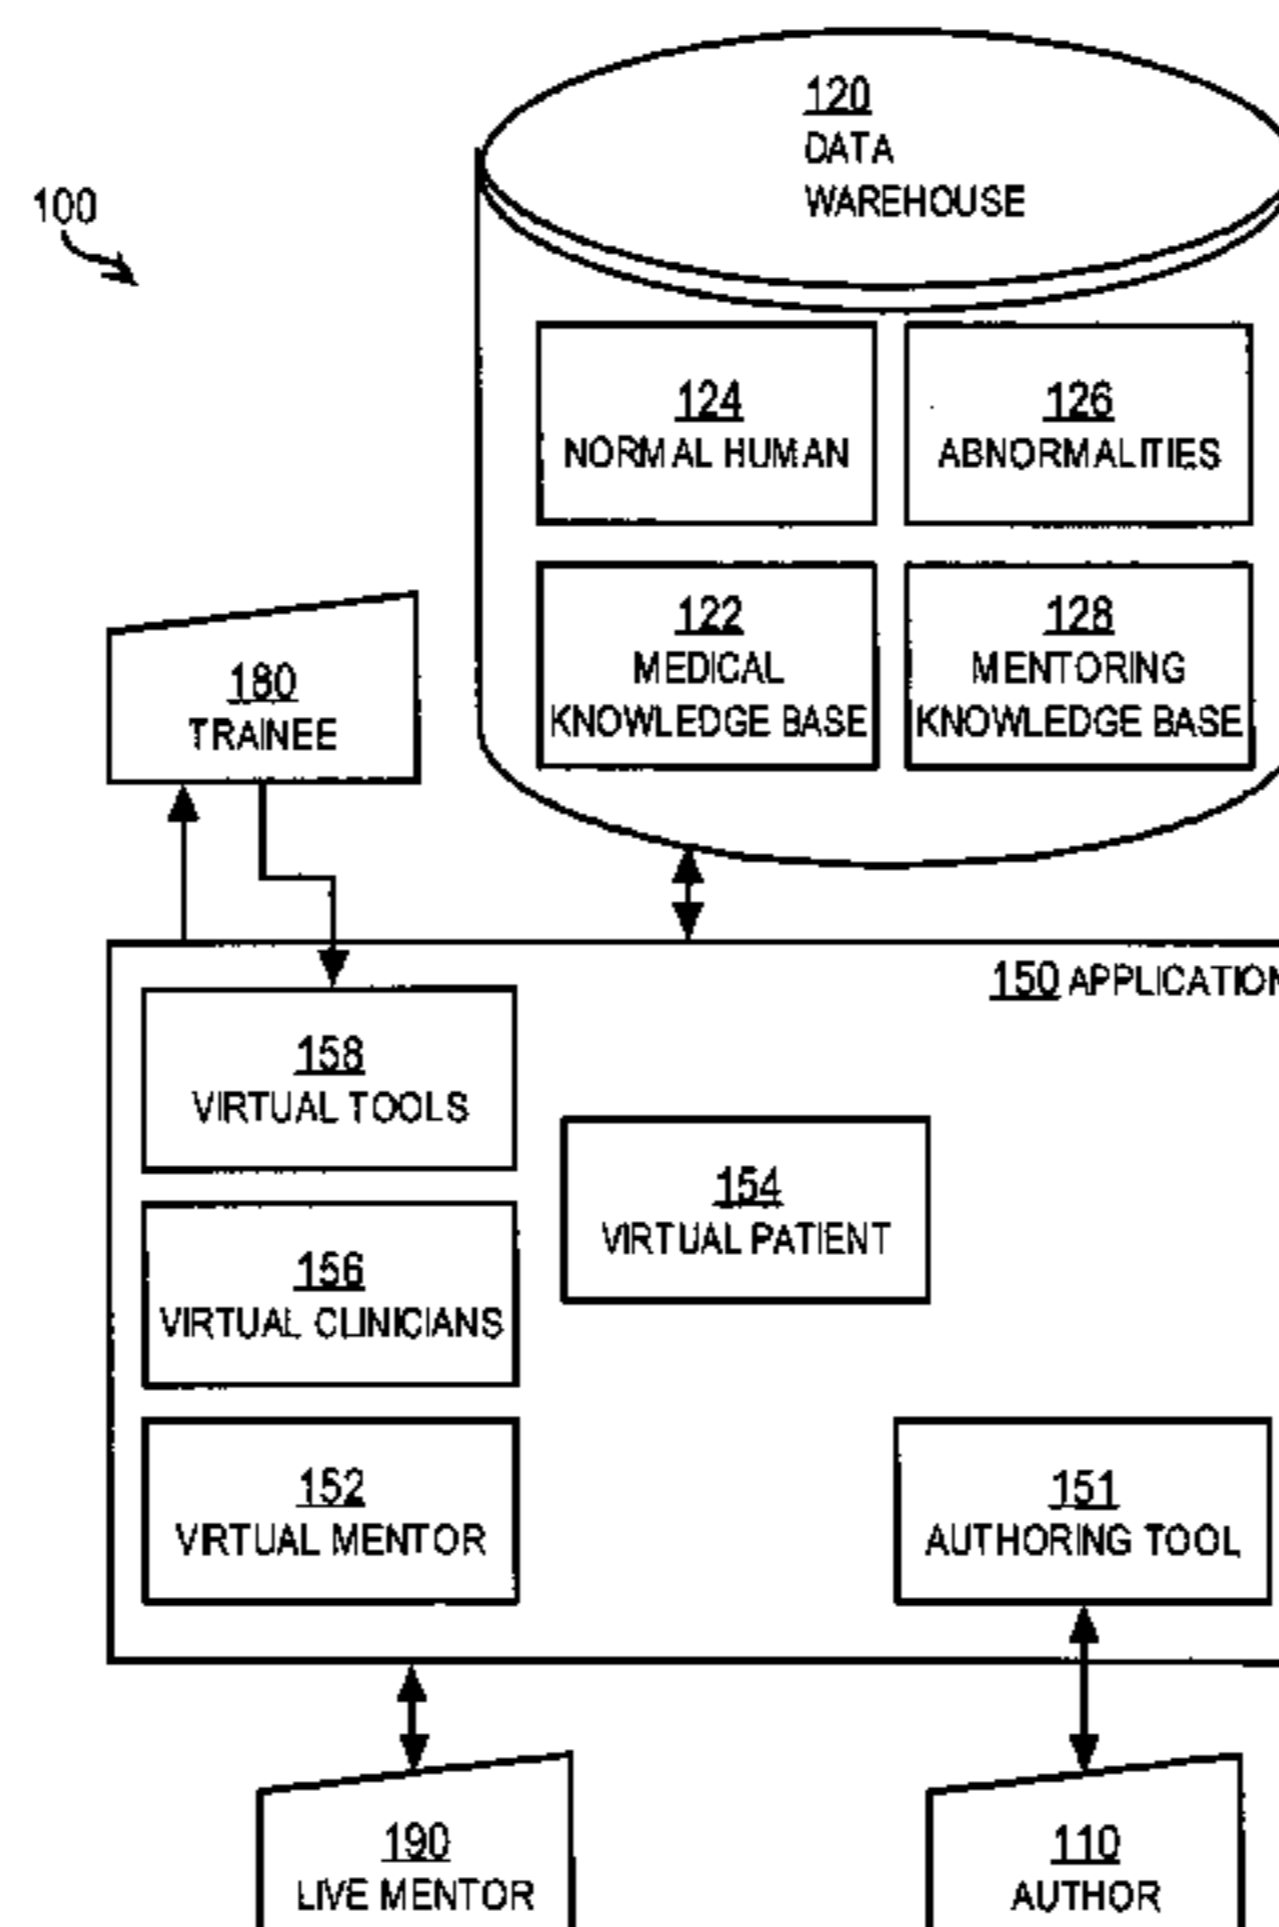 120
DATA
WAREHOUSE
100
124
NORMAL HUMAN
126
ABNORMALITIES
122
MEDICAL
KNOWLEDGE BASE
128
MENTORING
KNOWLEDGE BASE
180
TRAINEE
150 APPLICATION
158
VIRTUAL TOOLS
154
VIRTUAL PATIENT
156
VIRTUAL CLINICIANS
152
VIRTUAL MENTOR
151
AUTHORING TOOL
190
LIVE MENTOR
110
AUTHOR